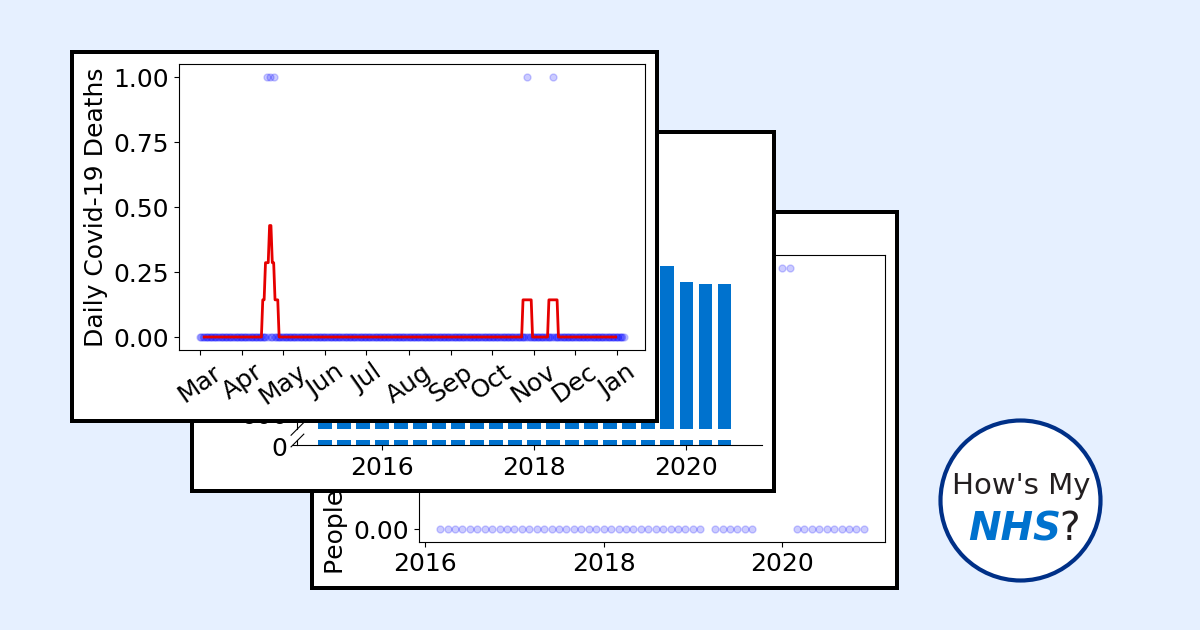 Daily Covid-19 Deaths
1.00
0.75
0.50
0.25
0.00
Mar Apr May Jun Jul Aug Sep Oct Nov Dec Jan
0
2016 2018 2020
People
0.00
2016 2018 2020
How's My
NHS?